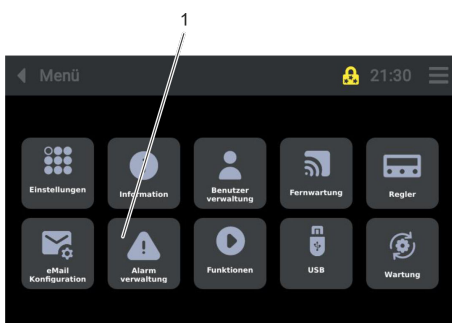 1
Menü
21:30
Einstellungen
Information
Benutzer
verwaltung
Fernwartung
Regler
eMail
Konfiguration
Alarm
verwaltung
Funktionen
USB
Wartung